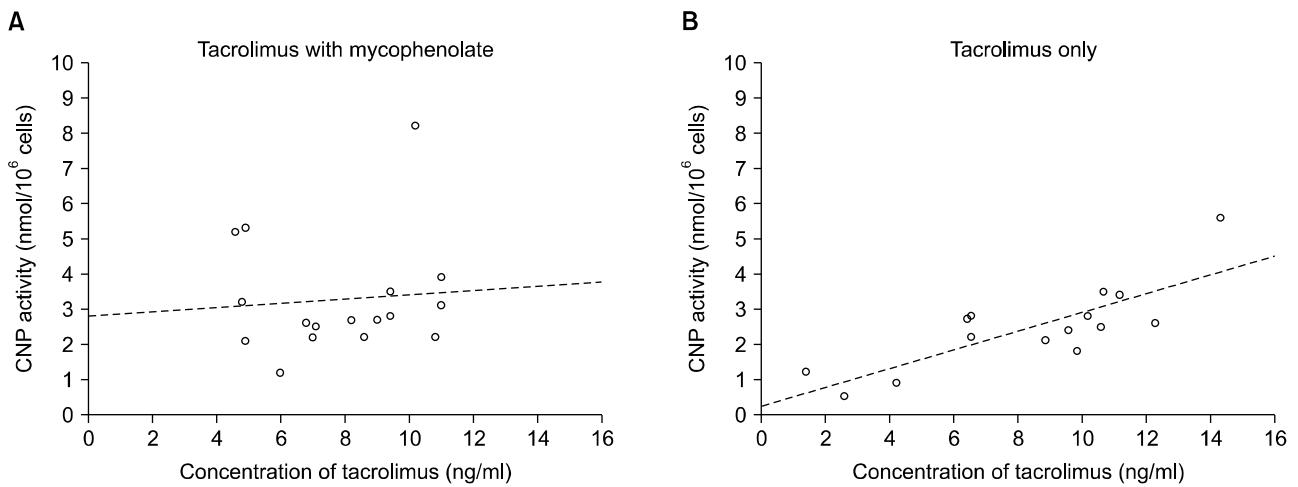 A
Tacrolimus with mycophenolate
CNP activity (nmol/10⁶ cells)
10
9
8
7
6
5
4
3
2
1
0
0 2 4 6 8 10 12 14 16
Concentration of tacrolimus (ng/ml)
B
Tacrolimus only
CNP activity (nmol/10⁶ cells)
10
9
8
7
6
5
4
3
2
1
0
0 2 4 6 8 10 12 14 16
Concentration of tacrolimus (ng/ml)